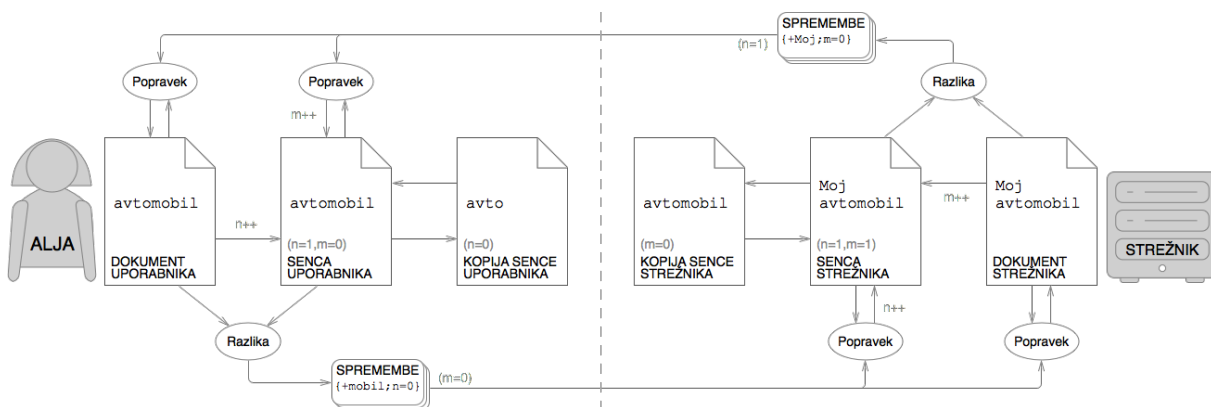 SPREMEMBE
{+Moj;m=0}
(n=1)
Popravek
Popravek
Razlika
m++
avtomobil
avtomobil
avto
avtomobil
Moj
avtomobil
Moj
avtomobil
n++
m++
ALJA
(n=1,m=0)
(n=0)
(m=0)
(n=1,m=1)
STREŽNIK
DOKUMENT
UPORABNIKA
SENCA
UPORABNIKA
KOPIJA SENCE
UPORABNIKA
KOPIJA SENCE
STREŽNIKA
SENCA
STREŽNIKA
DOKUMENT
STREŽNIKA
n++
Razlika
Popravek
Popravek
SPREMEMBE
{+mobil;n=0}
(m=0)